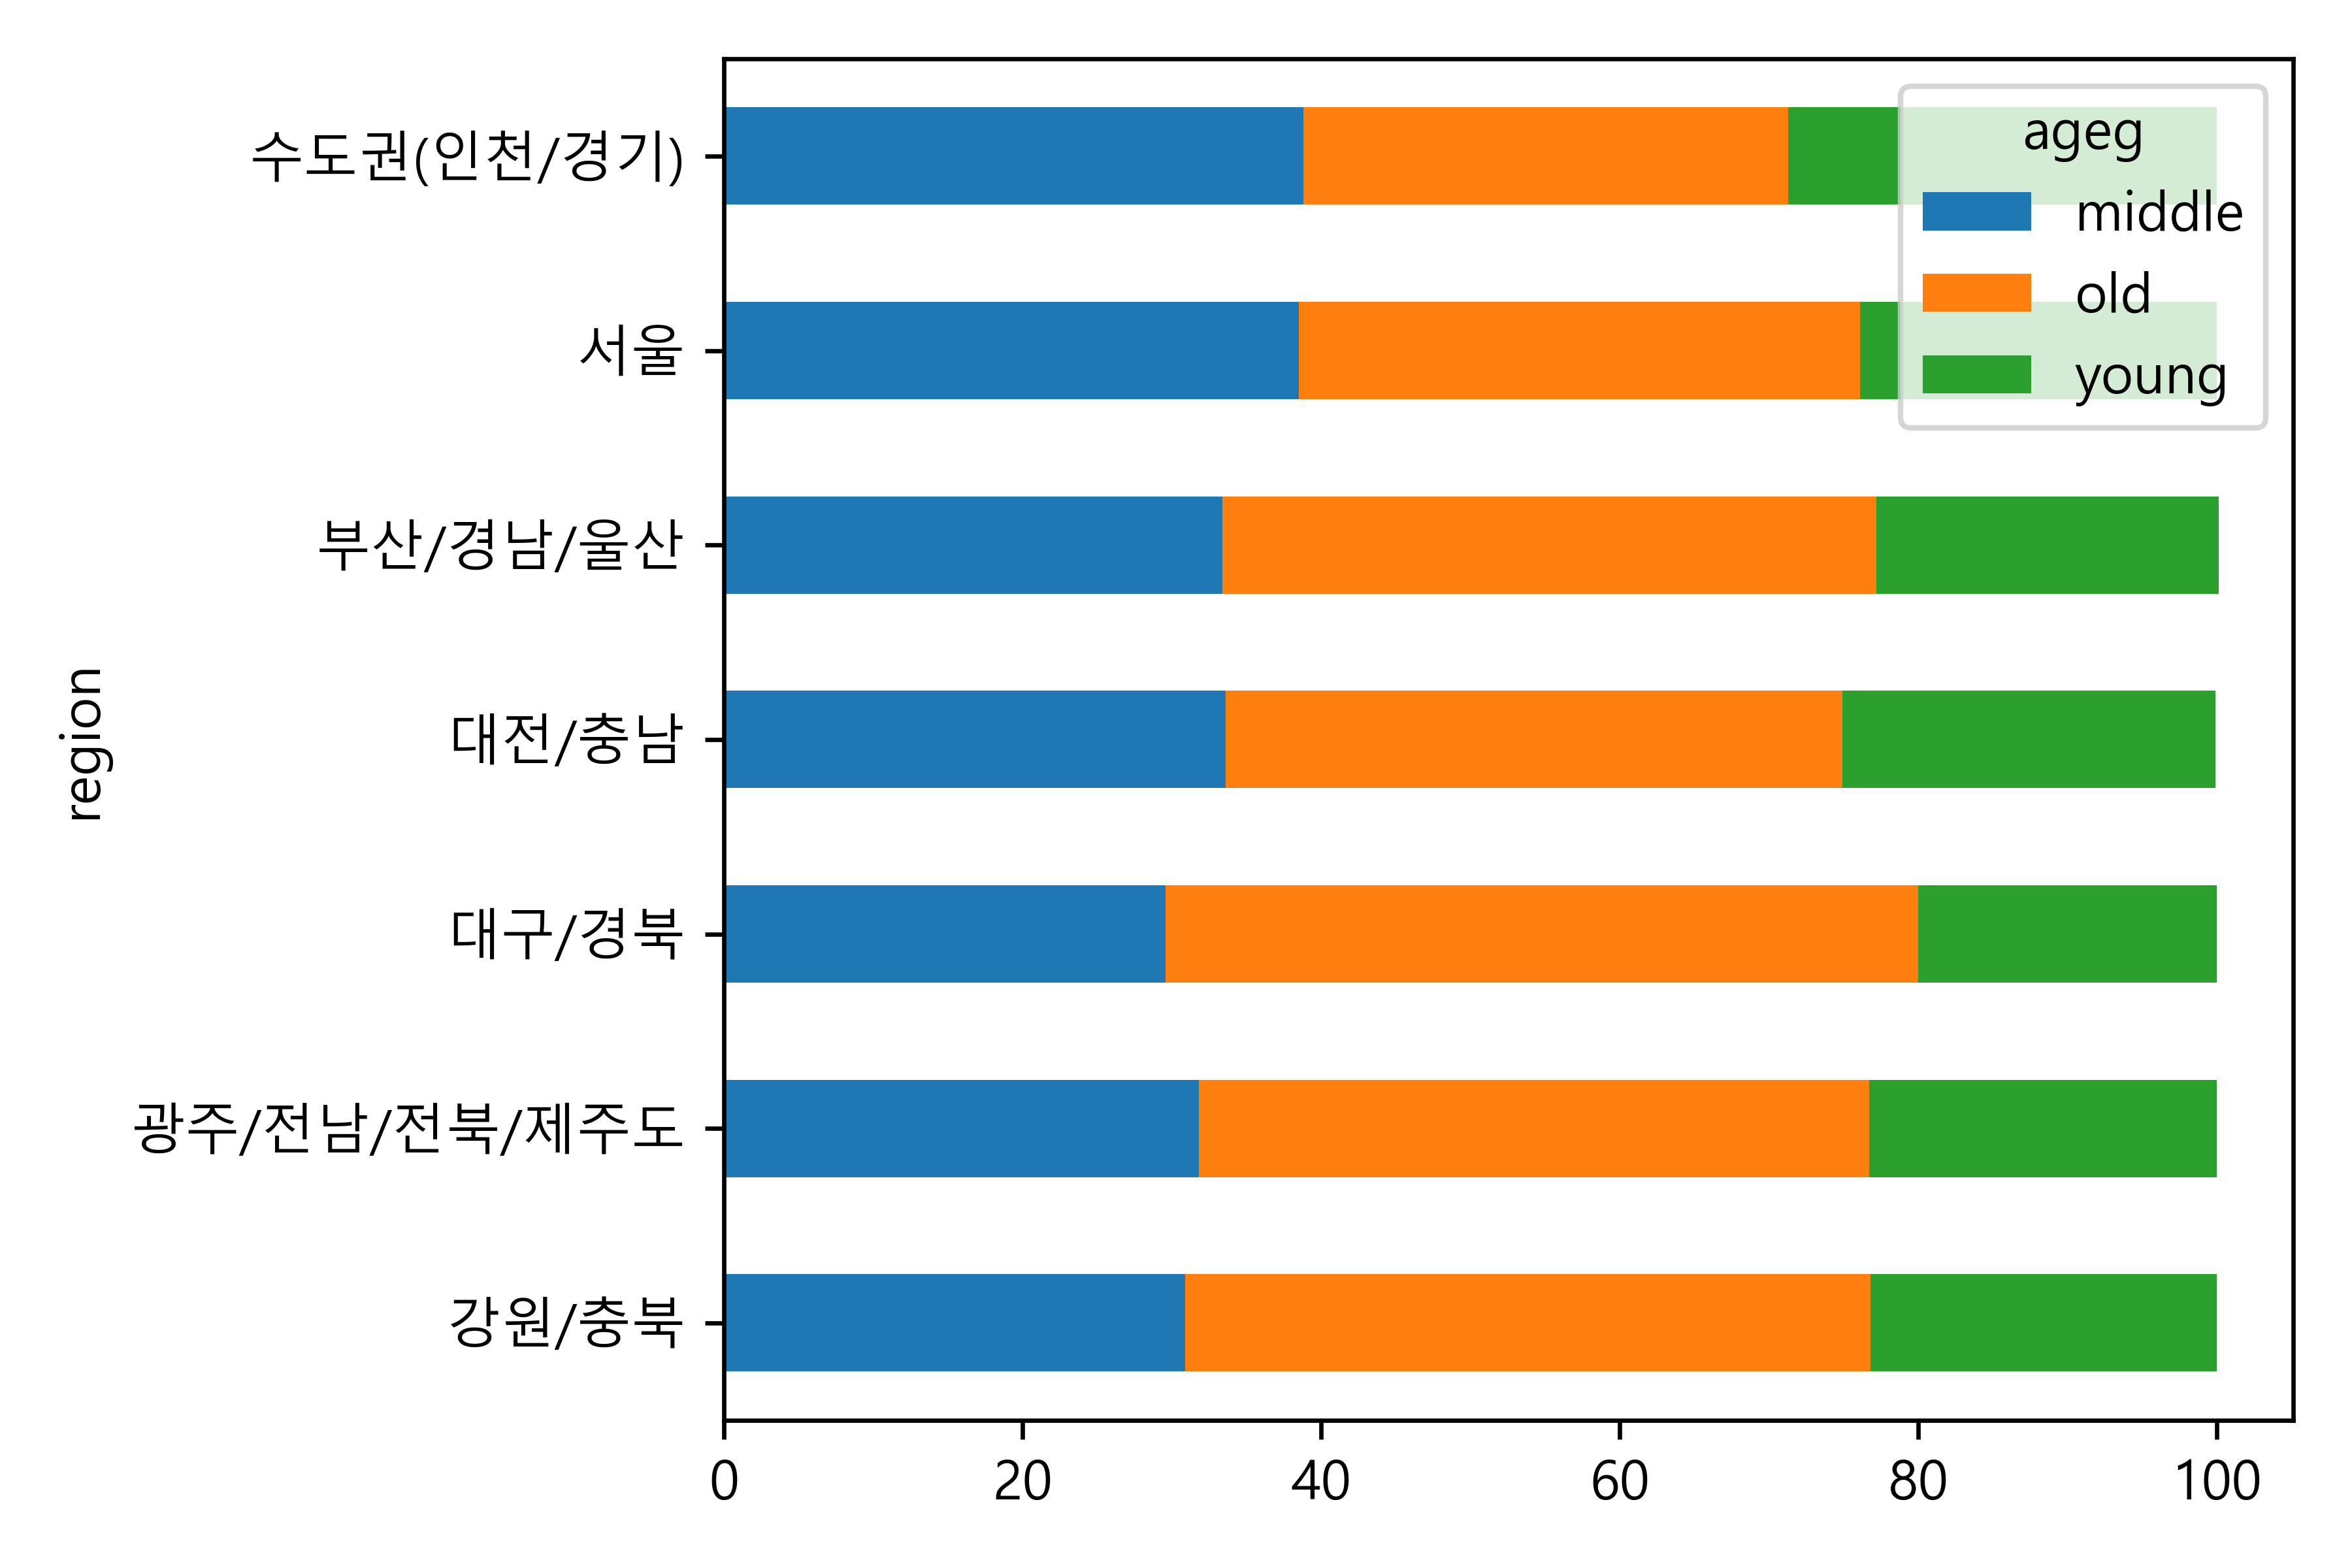 수도권(인천/경기)
서울
부산/경남/울산
대전/충남
대구/경북
광주/전남/전북/제주도
강원/충북
region
0 20 40 60 80 100
ageg
middle
old
young